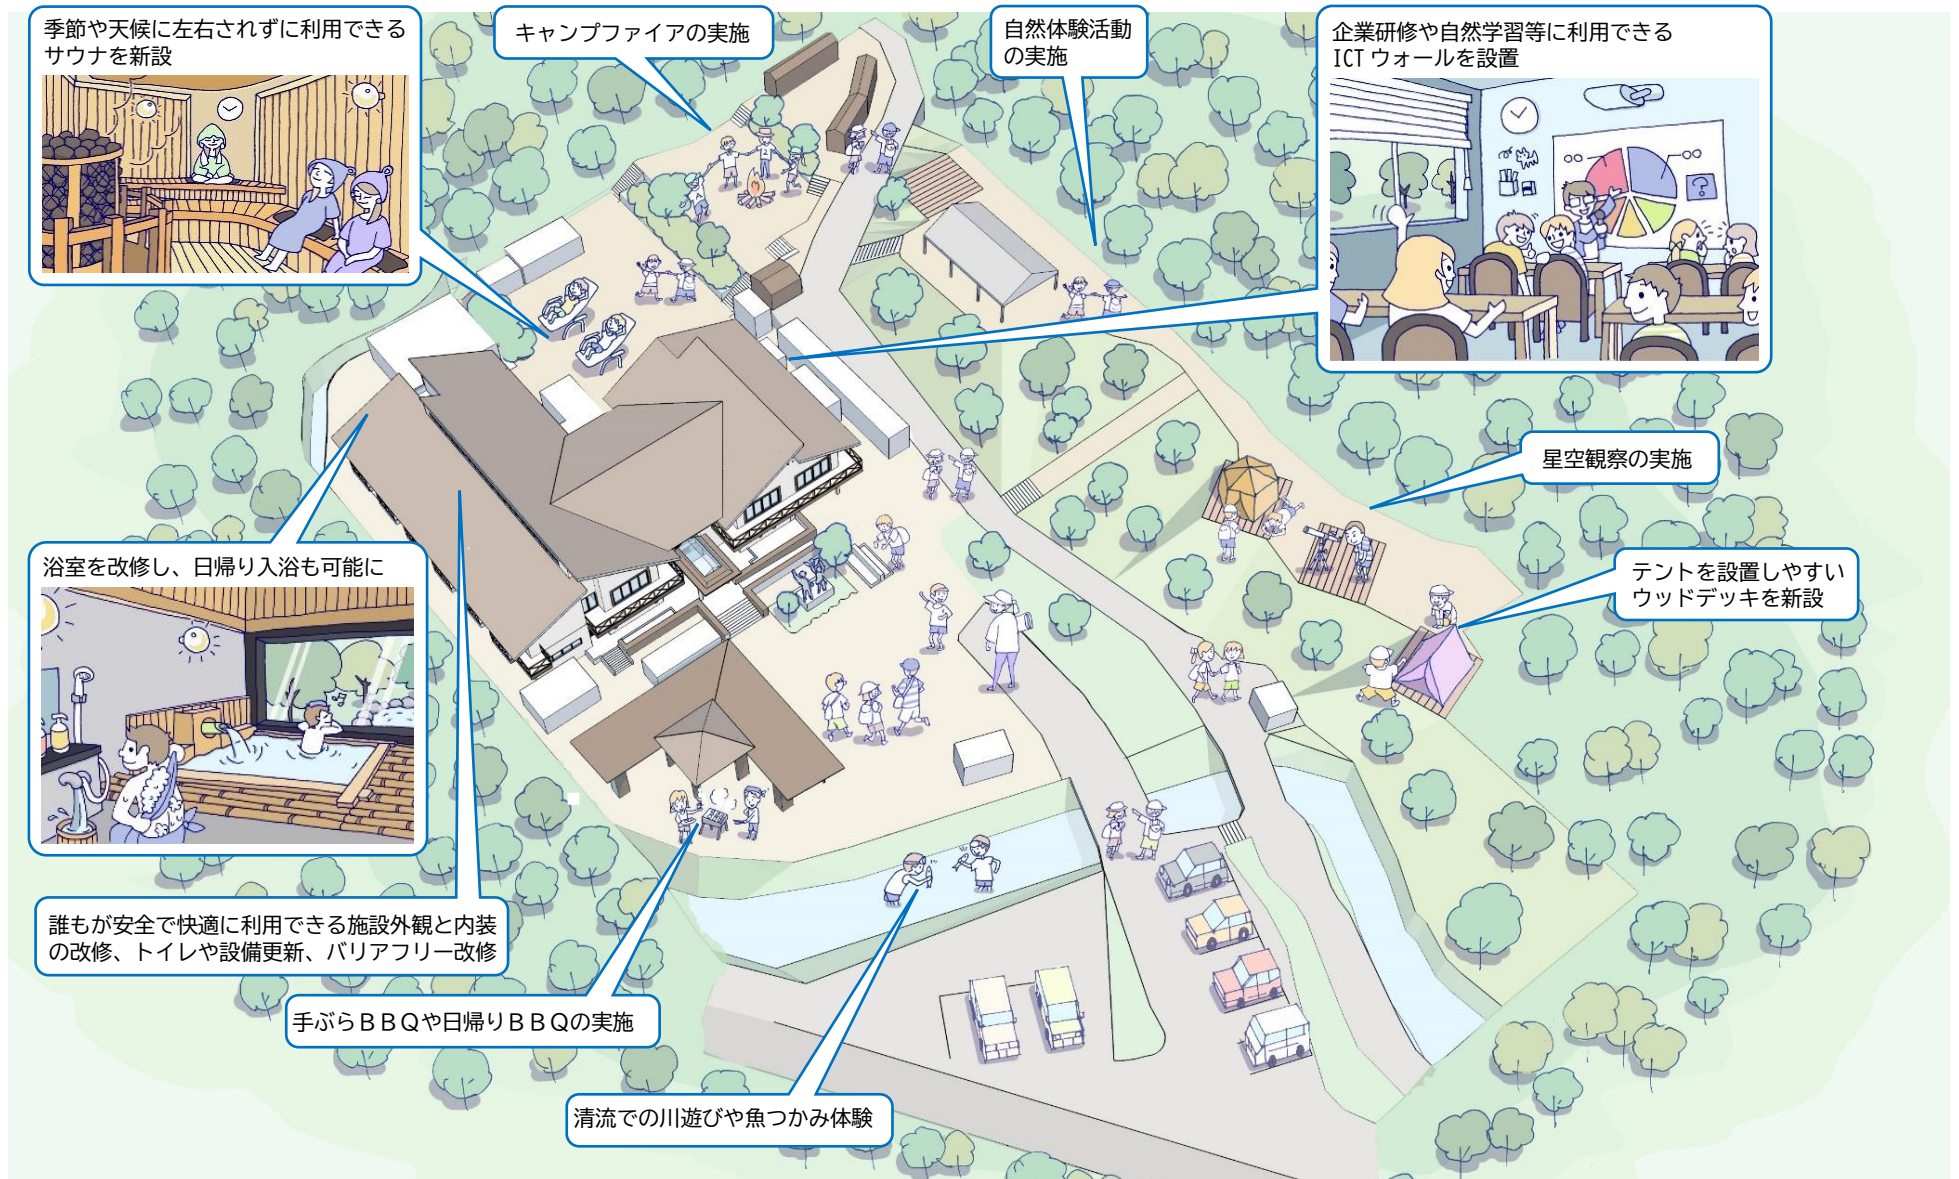 季節や天候に左右されずに利用できる
サウナを新設
キャンプファイアの実施
自然体験活動
の実施
企業研修や自然学習等に利用できる
ICTウォールを設置
?
2
星空観察の実施
テントを設置しやすい
ウッドデッキを新設
浴室を改修し、日帰り入浴も可能に
誰もが安全で快適に利用できる施設外観と内装
の改修、トイレや設備更新、バリアフリー改修
手ぶらBBQや日帰りBBQの実施
清流での川遊びや魚つかみ体験